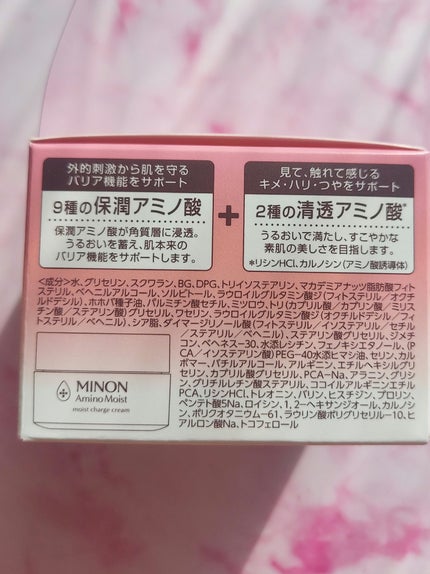 外的刺激から肌を守る
バリア機能をサポート
9種の保潤アミノ酸
保潤アミノ酸が角質層に浸透。
うるおいを蓄え、肌本来の
バリア機能をサポートします。
+
見て、触れて感じる
キメ・ハリ・つやをサポート
2種の清透アミノ酸*
うるおいで満たし、すこやかな
素肌の美しさを目指します。
*リシンHCl、カルノシン(アミノ酸誘導体)
<成分>水、グリセリン、スクワラン、BG、DPG、トリイソステアリン、マカデミアナッツ脂肪酸フィト
ステリル、ベヘニルアルコール、ソルビトール、ラウロイルグルタミン酸ジ(フィトステリル/オクチ
ルドデシル)、ホホバ種子油、パルミチン酸セチル、ミツロウ、トリ(カプリル酸/カプリン酸/ミリス
チン酸/ステアリン酸)グリセリル、ワセリン、ラウロイルグルタミン酸ジ(オクチルドデシル/フィ
トステリル/ベヘニル)、シア脂、ダイマージリノール酸(フィトステリル/イソステアリル/セチル
/ステアリル/ベヘニル)、ステアリン酸グリセリル、ジメチ
コン、ベヘネス-30、水添レシチン、フェノキシエタノール、(P
CA/イソステアリン酸)PEG-40水添ヒマシ油、セリン、カル
ボマー、バチルアルコール、アルギニン、エチルヘキシルグリ
セリン、カプリル酸グリセリル、PCA-Na、アラニン、グリシ
ン、グリチルレチン酸ステアリル、ココイルアルギニンエチル
PCA、リシンHCl、トレオニン、バリン、ヒスチジン、プロリン、
ペンテト酸5Na、ロイシン、1,2-ヘキサンジオール、カルノシ
ン、ポリクオタニウム-61、ラウリン酸ポリグリセリル-10、ヒ
アルロン酸Na、トコフェロール
MINON
Amino Moist
moist charge cream